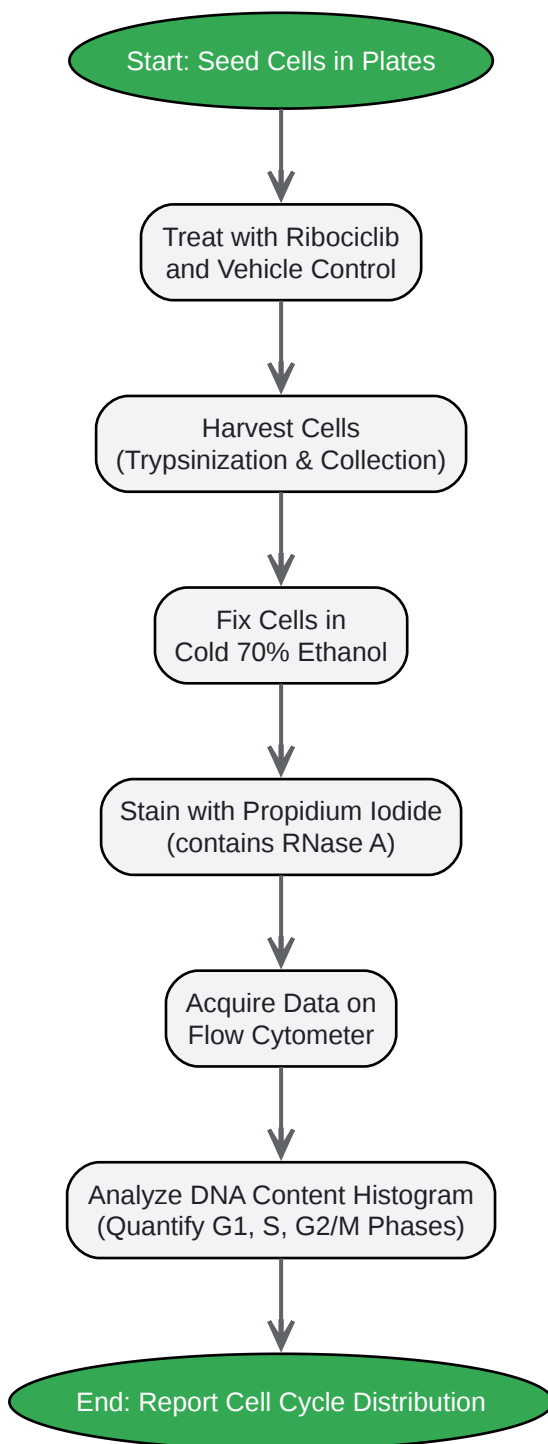 Start: Seed Cells in Plates
Treat with Ribociclib
and Vehicle Control
Harvest Cells
(Trypsinization & Collection)
Fix Cells in
Cold 70% Ethanol
Stain with Propidium Iodide
(contains RNase A)
Acquire Data on
Flow Cytometer
Analyze DNA Content Histogram
(Quantify G1, S, G2/M Phases)
End: Report Cell Cycle Distribution